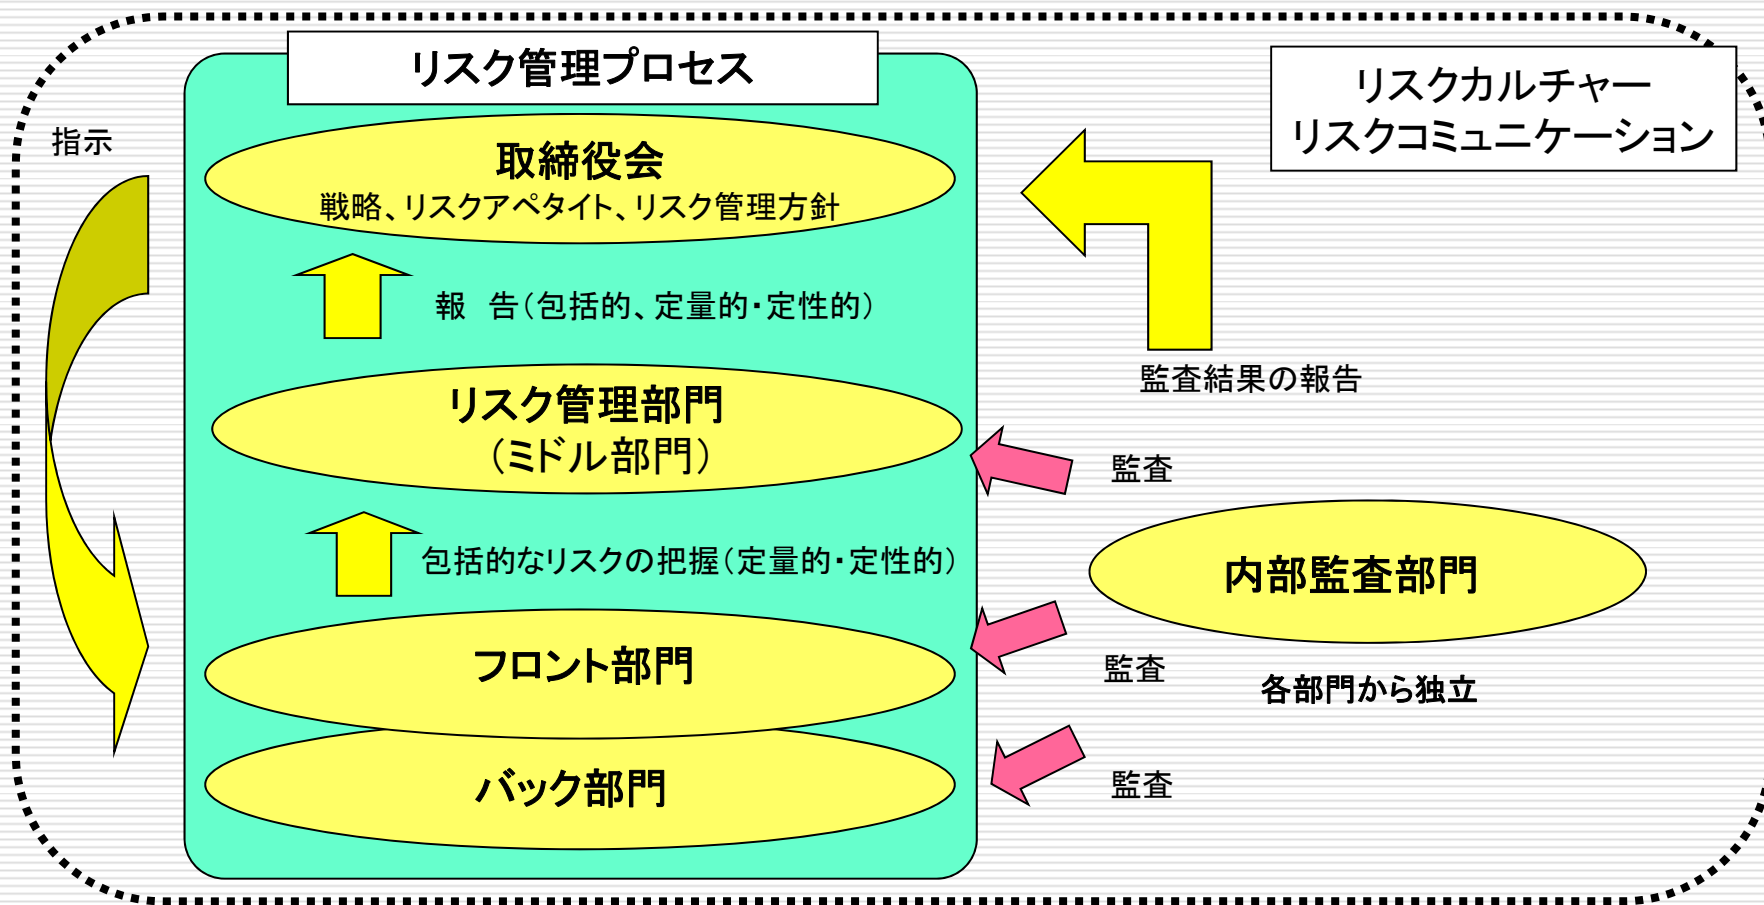 リスク管理プロセス
リスクカルチャー
リスクコミュニケーション
指示
取締役会
戦略、リスクアペタイト、リスク管理方針
報　告（包括的、定量的・定性的）
監査結果の報告
リスク管理部門
（ミドル部門）
監査
包括的なリスクの把握（定量的・定性的）
内部監査部門
フロント部門
監査
各部門から独立
バック部門
監査